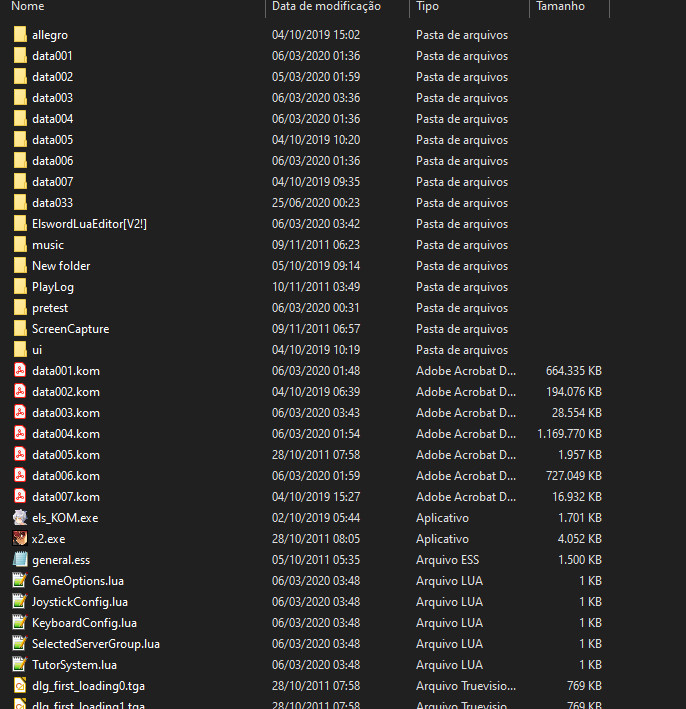 Nome Data de modificação Tipo Tamanho
allegro 04/10/2019 15:02 Pasta de arquivos
data001 06/03/2020 01:36 Pasta de arquivos
data002 05/03/2020 01:59 Pasta de arquivos
data003 06/03/2020 03:36 Pasta de arquivos
data004 06/03/2020 01:36 Pasta de arquivos
data005 04/10/2019 10:20 Pasta de arquivos
data006 06/03/2020 01:36 Pasta de arquivos
data007 04/10/2019 09:35 Pasta de arquivos
data033 25/06/2020 00:23 Pasta de arquivos
ElswordLuaEditor[V2!] 06/03/2020 03:42 Pasta de arquivos
music 09/11/2011 06:23 Pasta de arquivos
New folder 05/10/2019 09:14 Pasta de arquivos
PlayLog 10/11/2011 03:49 Pasta de arquivos
pretest 06/03/2020 00:31 Pasta de arquivos
ScreenCapture 09/11/2011 06:57 Pasta de arquivos
ui 04/10/2019 10:19 Pasta de arquivos
data001.kom 06/03/2020 01:48 Adobe Acrobat D... 664.335 KB
data002.kom 04/10/2019 06:39 Adobe Acrobat D... 194.076 KB
data003.kom 06/03/2020 03:43 Adobe Acrobat D... 28.554 KB
data004.kom 06/03/2020 01:54 Adobe Acrobat D... 1.169.770 KB
data005.kom 28/10/2011 07:58 Adobe Acrobat D... 1.957 KB
data006.kom 06/03/2020 01:59 Adobe Acrobat D... 727.049 KB
data007.kom 04/10/2019 15:27 Adobe Acrobat D... 16.932 KB
els_KOM.exe 02/10/2019 05:44 Aplicativo 1.701 KB
x2.exe 28/10/2011 08:05 Aplicativo 4.052 KB
general.ess 05/10/2011 05:35 Arquivo ESS 1.500 KB
GameOptions.lua 06/03/2020 03:48 Arquivo LUA 1 KB
JoystickConfig.lua 06/03/2020 03:48 Arquivo LUA 1 KB
KeyboardConfig.lua 06/03/2020 03:48 Arquivo LUA 1 KB
SelectedServerGroup.lua 06/03/2020 03:48 Arquivo LUA 1 KB
TutorSystem.lua 06/03/2020 03:48 Arquivo LUA 1 KB
dlg_first_loading0.tga 28/10/2011 07:58 Arquivo Truevisio... 769 KB
dlg_first_loading1.tga 28/10/2011 07:58 Arquivo Truevisio... 769 KB